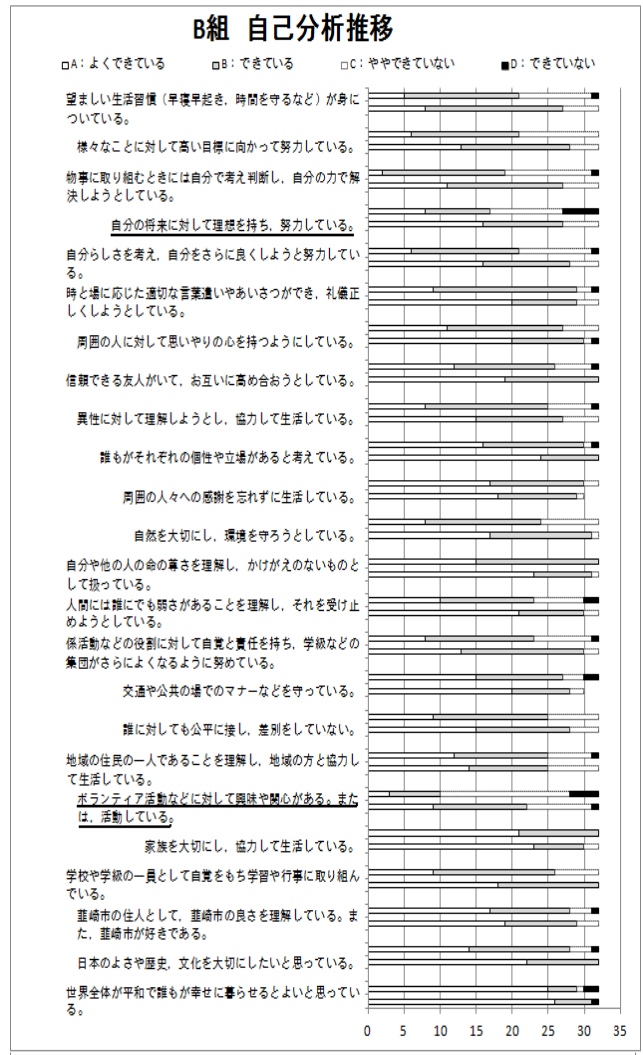 B組 自己分析推移
□A：よくできている □B：できている □C：ややできていない ■D：できていない
望ましい生活習慣（早寝早起き，時間を守るなど）が身に
ついている。
様々なことに対して高い目標に向かって努力している。
物事に取り組むときには自分で考え判断し，自分の力で解
決しようとしている。
自分の将来に対して理想を持ち，努力している。
自分らしさを考え，自分をさらに良くしようと努力してい
る。
時と場に応じた適切な言葉遣いやあいさつができ，礼儀正
しくしようとしている。
周囲の人に対して思いやりの心を持つようにしている。
信頼できる友人がいて，お互いに高め合おうとしている。
異性に対して理解しようとし，協力して生活している。
誰もがそれぞれの個性や立場があると考えている。
周囲の人々への感謝を忘れずに生活している。
自然を大切にし，環境を守ろうとしている。
自分や他の人の命の尊さを理解し，かけがえのないものと
して扱っている。
人間には誰にでも弱さがあることを理解し，それを受け止
めようとしている。
係活動などの役割に対して自覚と責任を持ち，学級などの
集団がさらによくなるように努めている。
交通や公共の場でのマナーなどを守っている。
誰に対しても公平に接し，差別をしていない。
地域の住民の一人であることを理解し，地域の方と協力し
て生活している。
ボランティア活動などに対して興味や関心がある。また
は，活動している。
家族を大切にし，協力して生活している。
学校や学級の一員として自覚をもち学習や行事に取り組ん
でいる。
韮崎市の住人として，韮崎市の良さを理解している。ま
た，韮崎市が好きである。
日本のよさや歴史，文化を大切にしたいと思っている。
世界全体が平和で誰もが幸せに暮らせるとよいと思ってい
る。
0 5 10 15 20 25 30 35